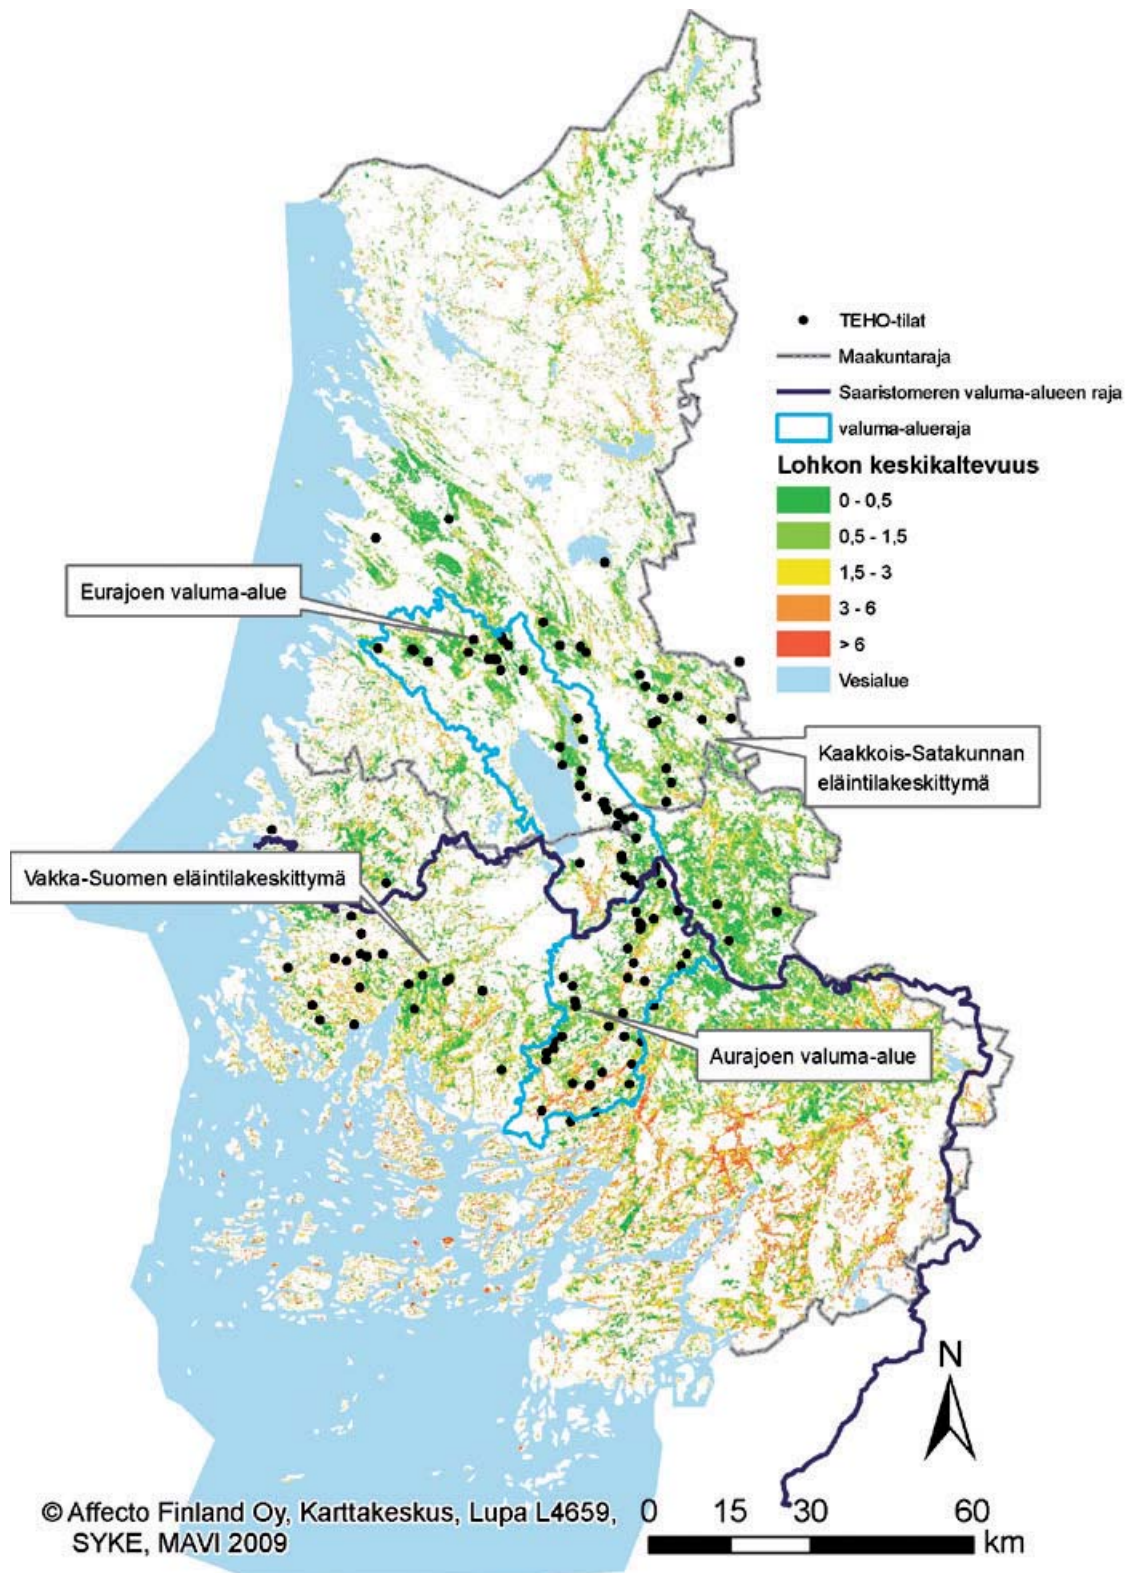 TEHO-tilat
Maakuntaraja
Saaristomeren valuma-alueen raja
valuma-alueraja
Lohkon keskikaltevuus
0 - 0,5
0,5 - 1,5
1,5 - 3
3 - 6
> 6
Vesialue
Eurajoen valuma-alue
Kaakkois-Satakunnan
eläintilakeskittymä
Vakka-Suomen eläintilakeskittymä
Aurajoen valuma-alue
N
© Affecto Finland Oy, Karttakeskus, Lupa L4659,
SYKE, MAVI 2009
0 15 30 60
km